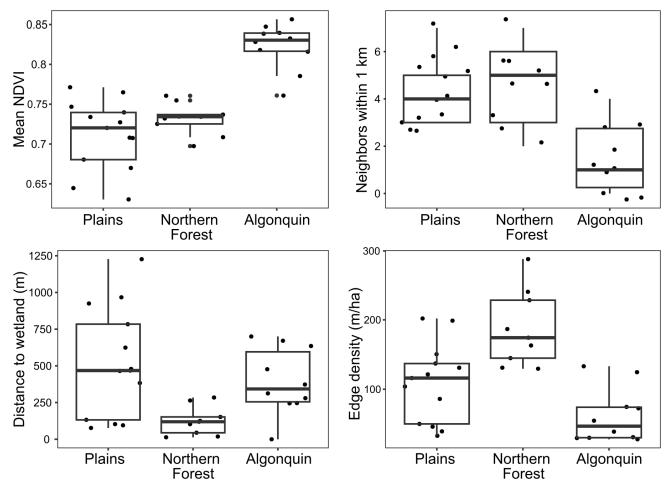 Mean NDVI
0.85
0.8
0.75
0.7
0.65
Plains
Northern
Forest
Algonquin
Neighbors within 1 km
6
4
2
0
Plains
Northern
Forest
Algonquin
Distance to wetland (m)
1250
1000
750
500
250
0
Plains
Northern
Forest
Algonquin
Edge density (m/ha)
300
200
100
Plains
Northern
Forest
Algonquin